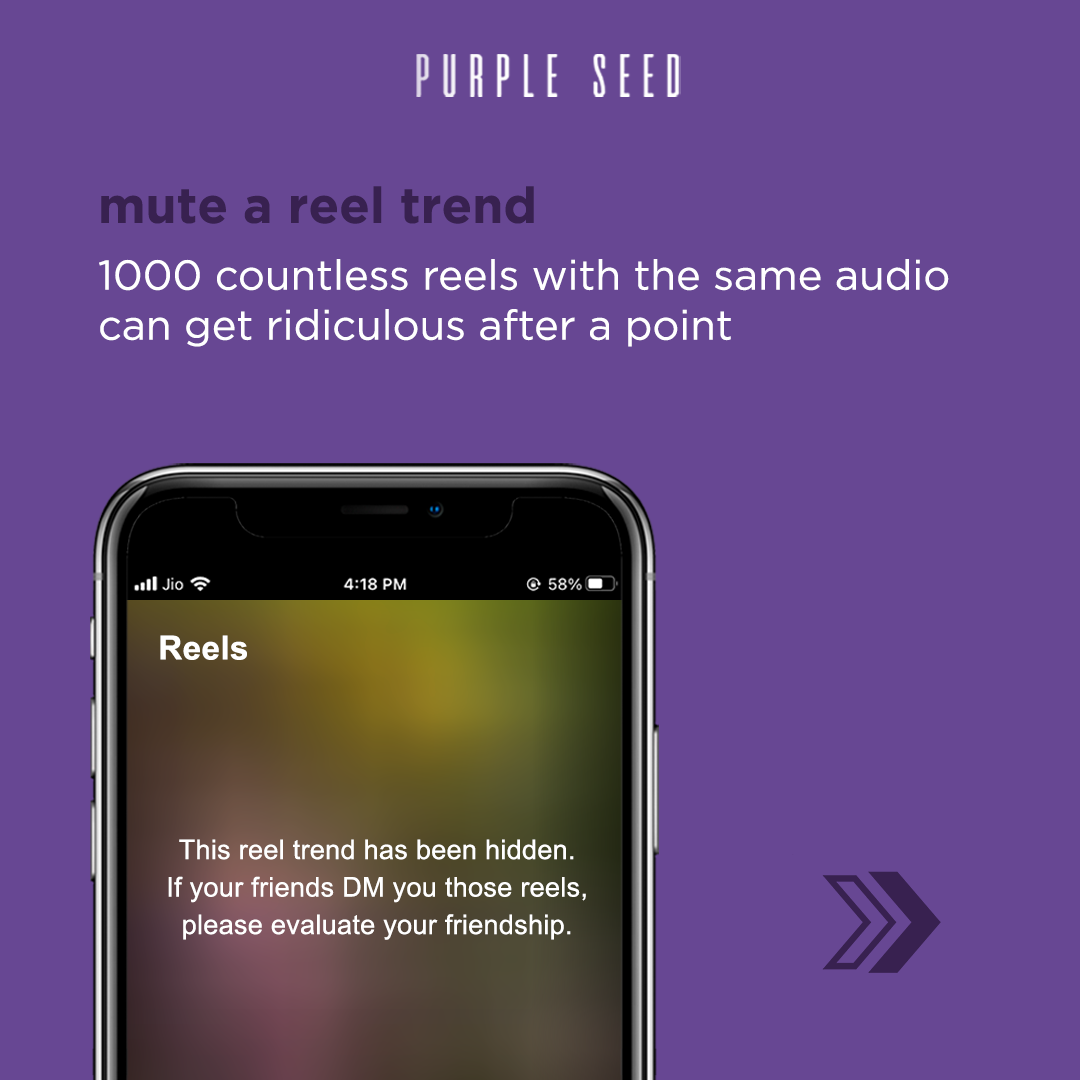 PURPLE SEED
mute a reel trend
1000 countless reels with the same audio
can get ridiculous after a point
Jio 4:18 PM 58%
Reels
This reel trend has been hidden.
If your friends DM you those reels,
please evaluate your friendship.